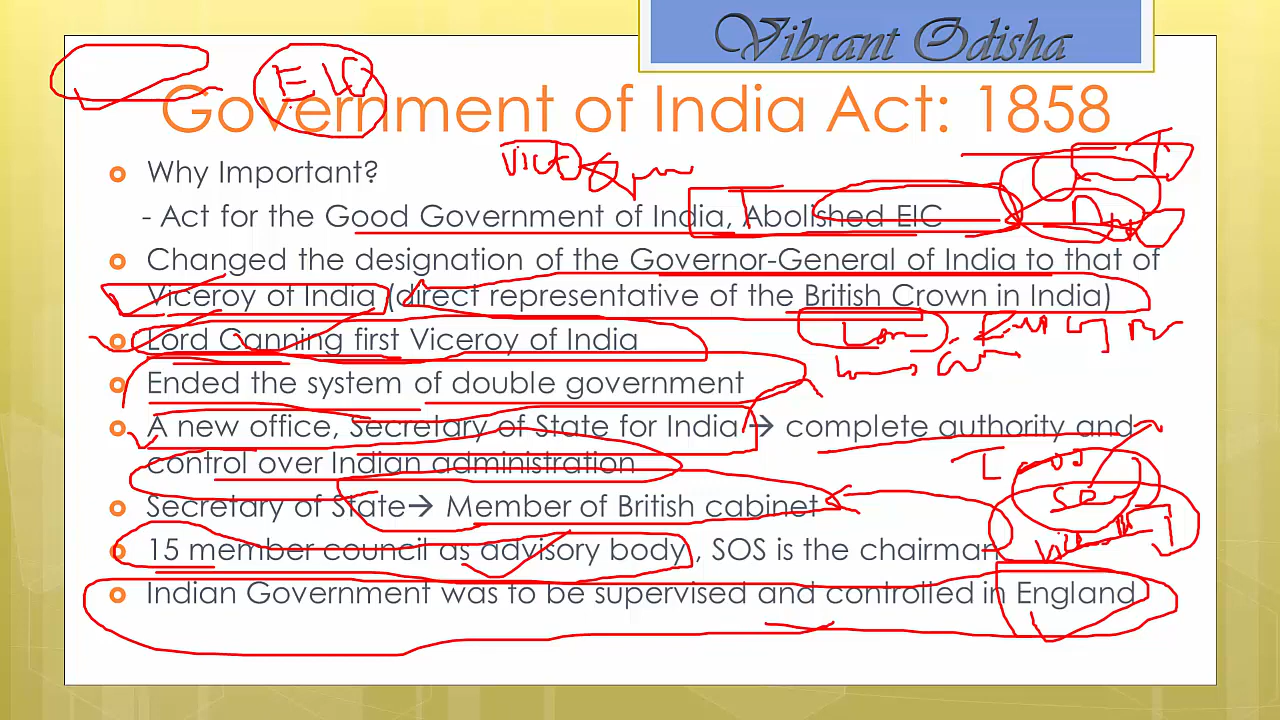 Vibrant Odisha
EIC
Government of India Act: 1858
Why Important?
- Act for the Good Government of India, Abolished EIC
Changed the designation of the Governor-General of India to that of
Viceroy of India (direct representative of the British Crown in India)
Lord Canning first Viceroy of India
Ended the system of double government
A new office, Secretary of State for India → complete authority and
control over Indian administration
Secretary of State→ Member of British cabinet
15 member council as advisory body , SOS is the chairman
Indian Government was to be supervised and controlled in England